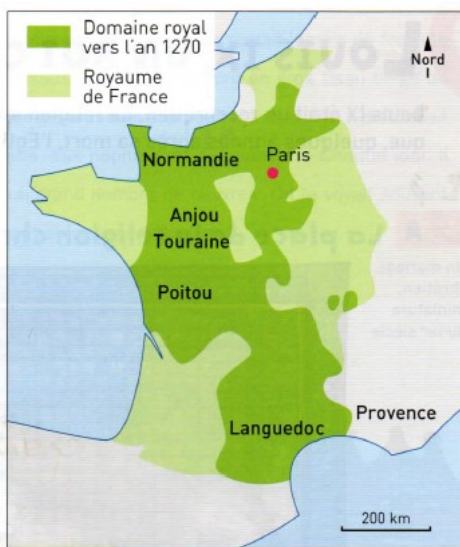 Domaine royal
vers l'an 1270
Royaume
de France
Nord
Normandie
Paris
Anjou
Touraine
Poitou
Languedoc
Provence
200 km